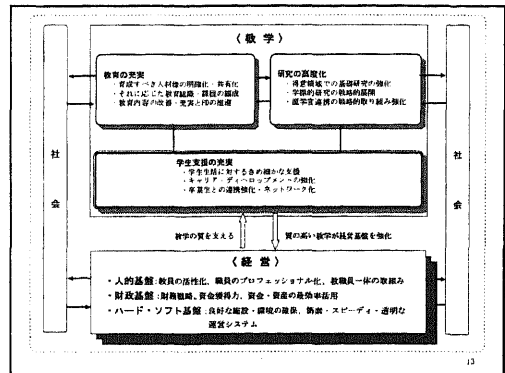 〈教学〉
教育の充実
・育成すべき人材像の明確化・共有化
・それに応じた教育組織・課程の編成
・教育内容の改善・充実とFDの推進
研究の高度化
・得意領域での基礎研究の強化
・学際的研究の戦略的展開
・産学官連携の戦略的取り組み強化
社会
社会
学生支援の充実
・学生生活に対するきめ細かな支援
・キャリア・ディベロップメントの強化
・卒業生との連携強化・ネットワーク化
教学の質を支える
質の高い教学が経営基盤を強化
〈経営〉
・人的基盤:教員の活性化、職員のプロフェッショナル化、教職員一体の取組み
・財政基盤:財務戦略、資金獲得力、資金・資産の最効率活用
・ハード・ソフト基盤:良好な施設・環境の確保、簡素・スピーディ・透明な
運営システム
13